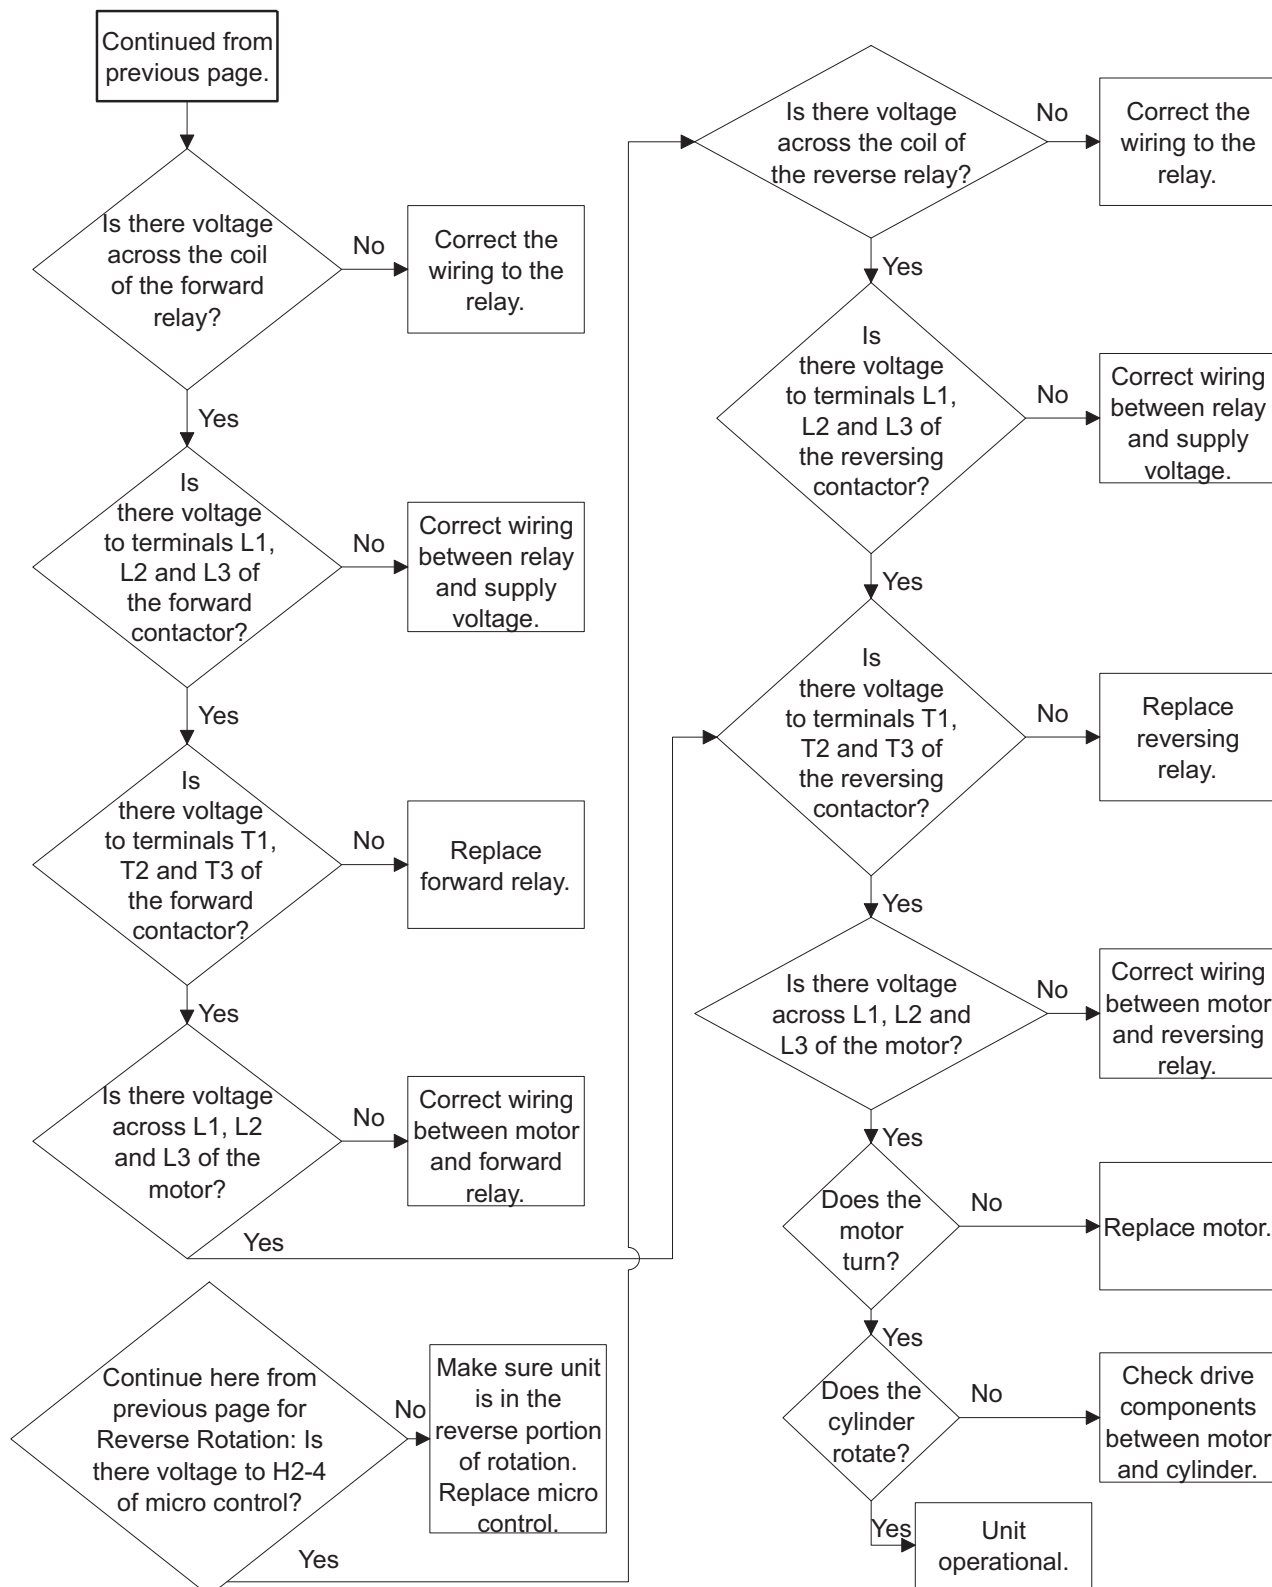 Continued from
previous page.
Is there voltage
across the coil
of the forward
relay?
No
Correct the
wiring to the
relay.
Yes
Is
there voltage
to terminals L1,
L2 and L3 of
the forward
contactor?
No
Correct wiring
between relay
and supply
voltage.
Yes
Is
there voltage
to terminals T1,
T2 and T3 of
the forward
contactor?
No
Replace
forward relay.
Yes
Is there voltage
across L1, L2
and L3 of the
motor?
No
Correct wiring
between motor
and forward
relay.
Yes
Continue here from
previous page for
Reverse Rotation: Is
there voltage to H2-4
of micro control?
No
Make sure unit
is in the
reverse portion
of rotation.
Replace micro
control.
Yes
Is there voltage
across the coil of
the reverse relay?
No
Correct the
wiring to the
relay.
Yes
Is
there voltage
to terminals L1,
L2 and L3 of
the reversing
contactor?
No
Correct wiring
between relay
and supply
voltage.
Yes
Is
there voltage
to terminals T1,
T2 and T3 of
the reversing
contactor?
No
Replace
reversing
relay.
Yes
Is there voltage
across L1, L2 and
L3 of the motor?
No
Correct wiring
between motor
and reversing
relay.
Yes
Does the
motor
turn?
No
Replace motor.
Yes
Does the
cylinder
rotate?
No
Check drive
components
between motor
and cylinder.
Yes
Unit
operational.